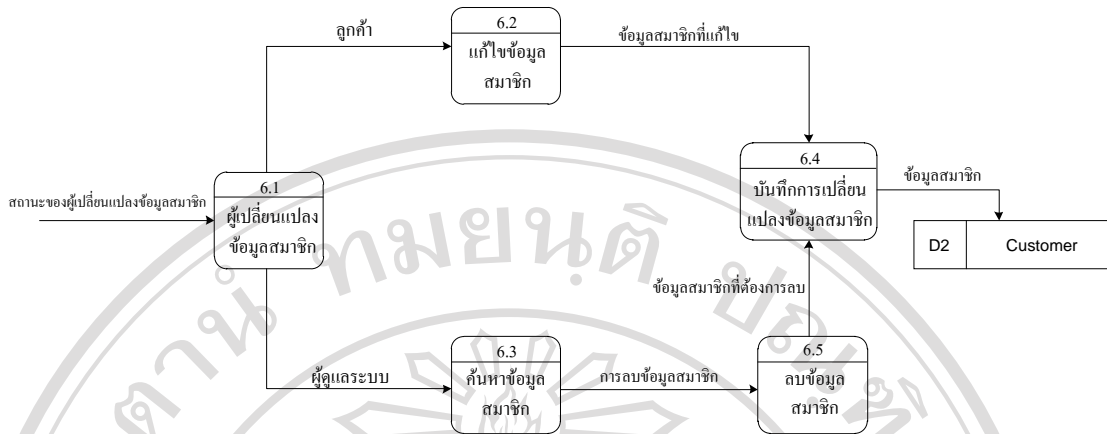 ลูกค้า
6.2
แก้ไขข้อมูล
สมาชิก
ข้อมูลสมาชิกที่แก้ไข
สถานะของผู้เปลี่ยนแปลงข้อมูลสมาชิก
6.1
ผู้เปลี่ยนแปลง
ข้อมูลสมาชิก
6.4
บันทึกการเปลี่ยน
แปลงข้อมูลสมาชิก
ข้อมูลสมาชิก
D2 Customer
ข้อมูลสมาชิกที่ต้องการลบ
ผู้ดูแลระบบ
6.3
ค้นหาข้อมูล
สมาชิก
การลบข้อมูลสมาชิก
6.5
ลบข้อมูล
สมาชิก
ทมยนฺติ